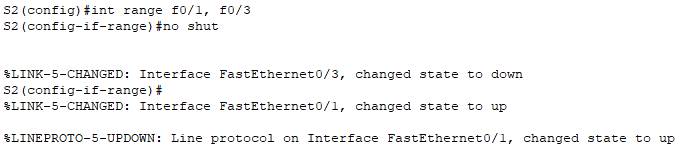 S2(config)#int range f0/1, f0/3
S2(config-if-range)#no shut
%LINK-5-CHANGED: Interface FastEthernet0/3, changed state to down
S2(config-if-range)#
%LINK-5-CHANGED: Interface FastEthernet0/1, changed state to up
%LINEPROTO-5-UPDOWN: Line protocol on Interface FastEthernet0/1, changed state to up